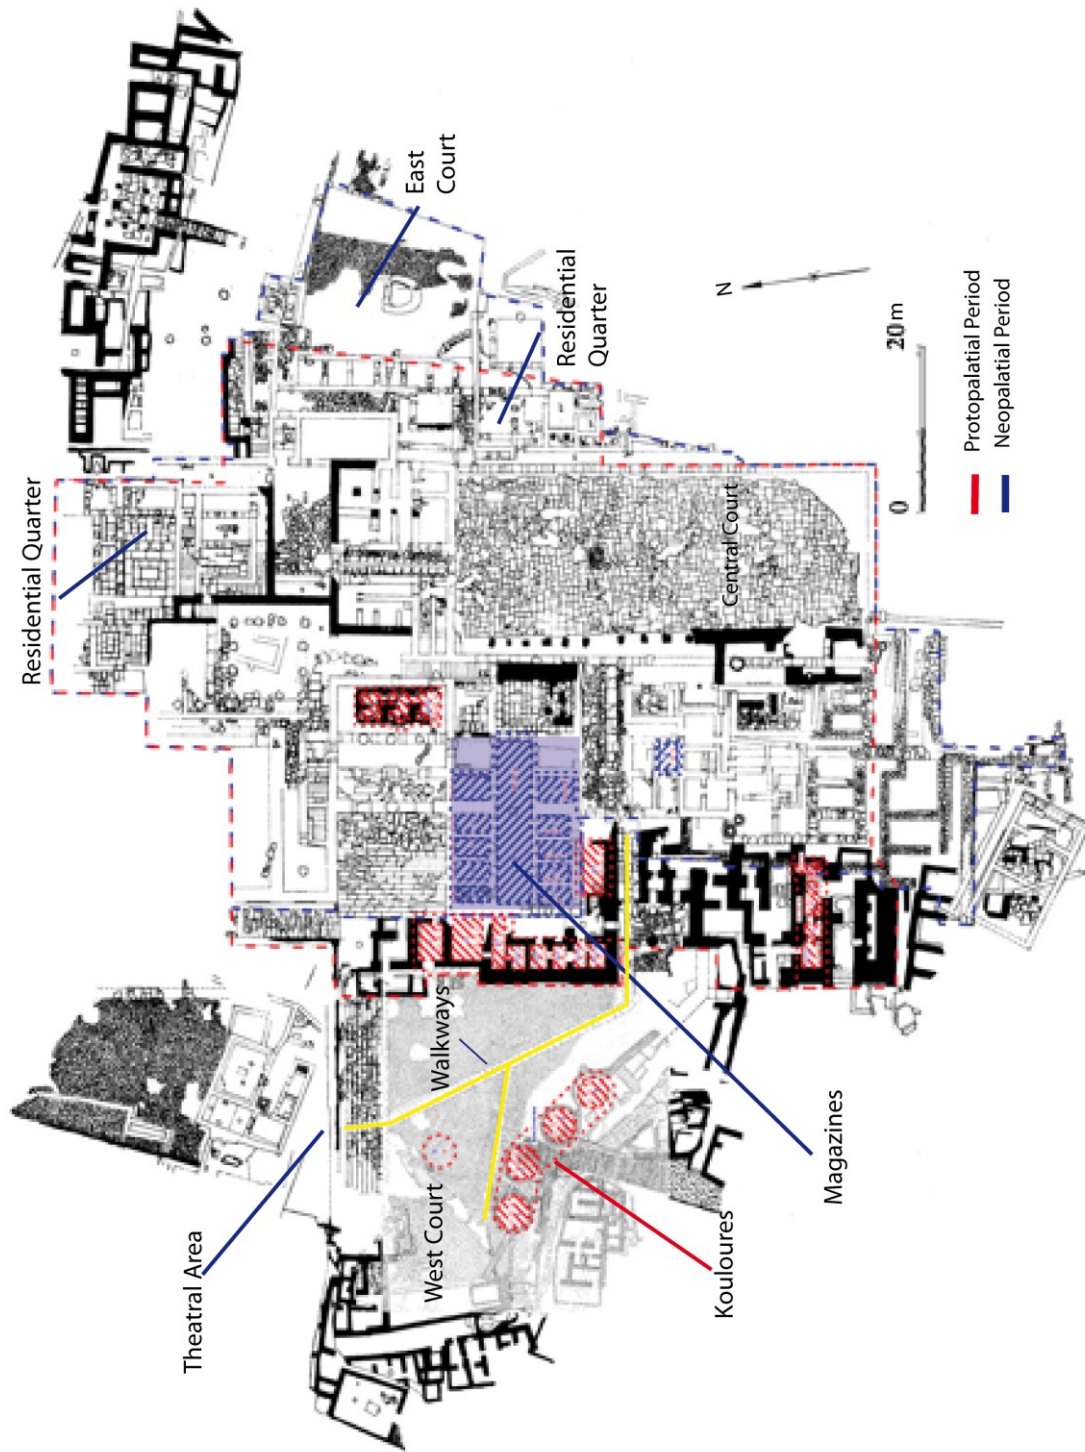 Residential Quarter
East
Court
Residential
Quarter
N
Central Court
20m
0
Protopalatial Period
Neopalatial Period
Theatral Area
Walkways
West Court
Magazines
Kouloures